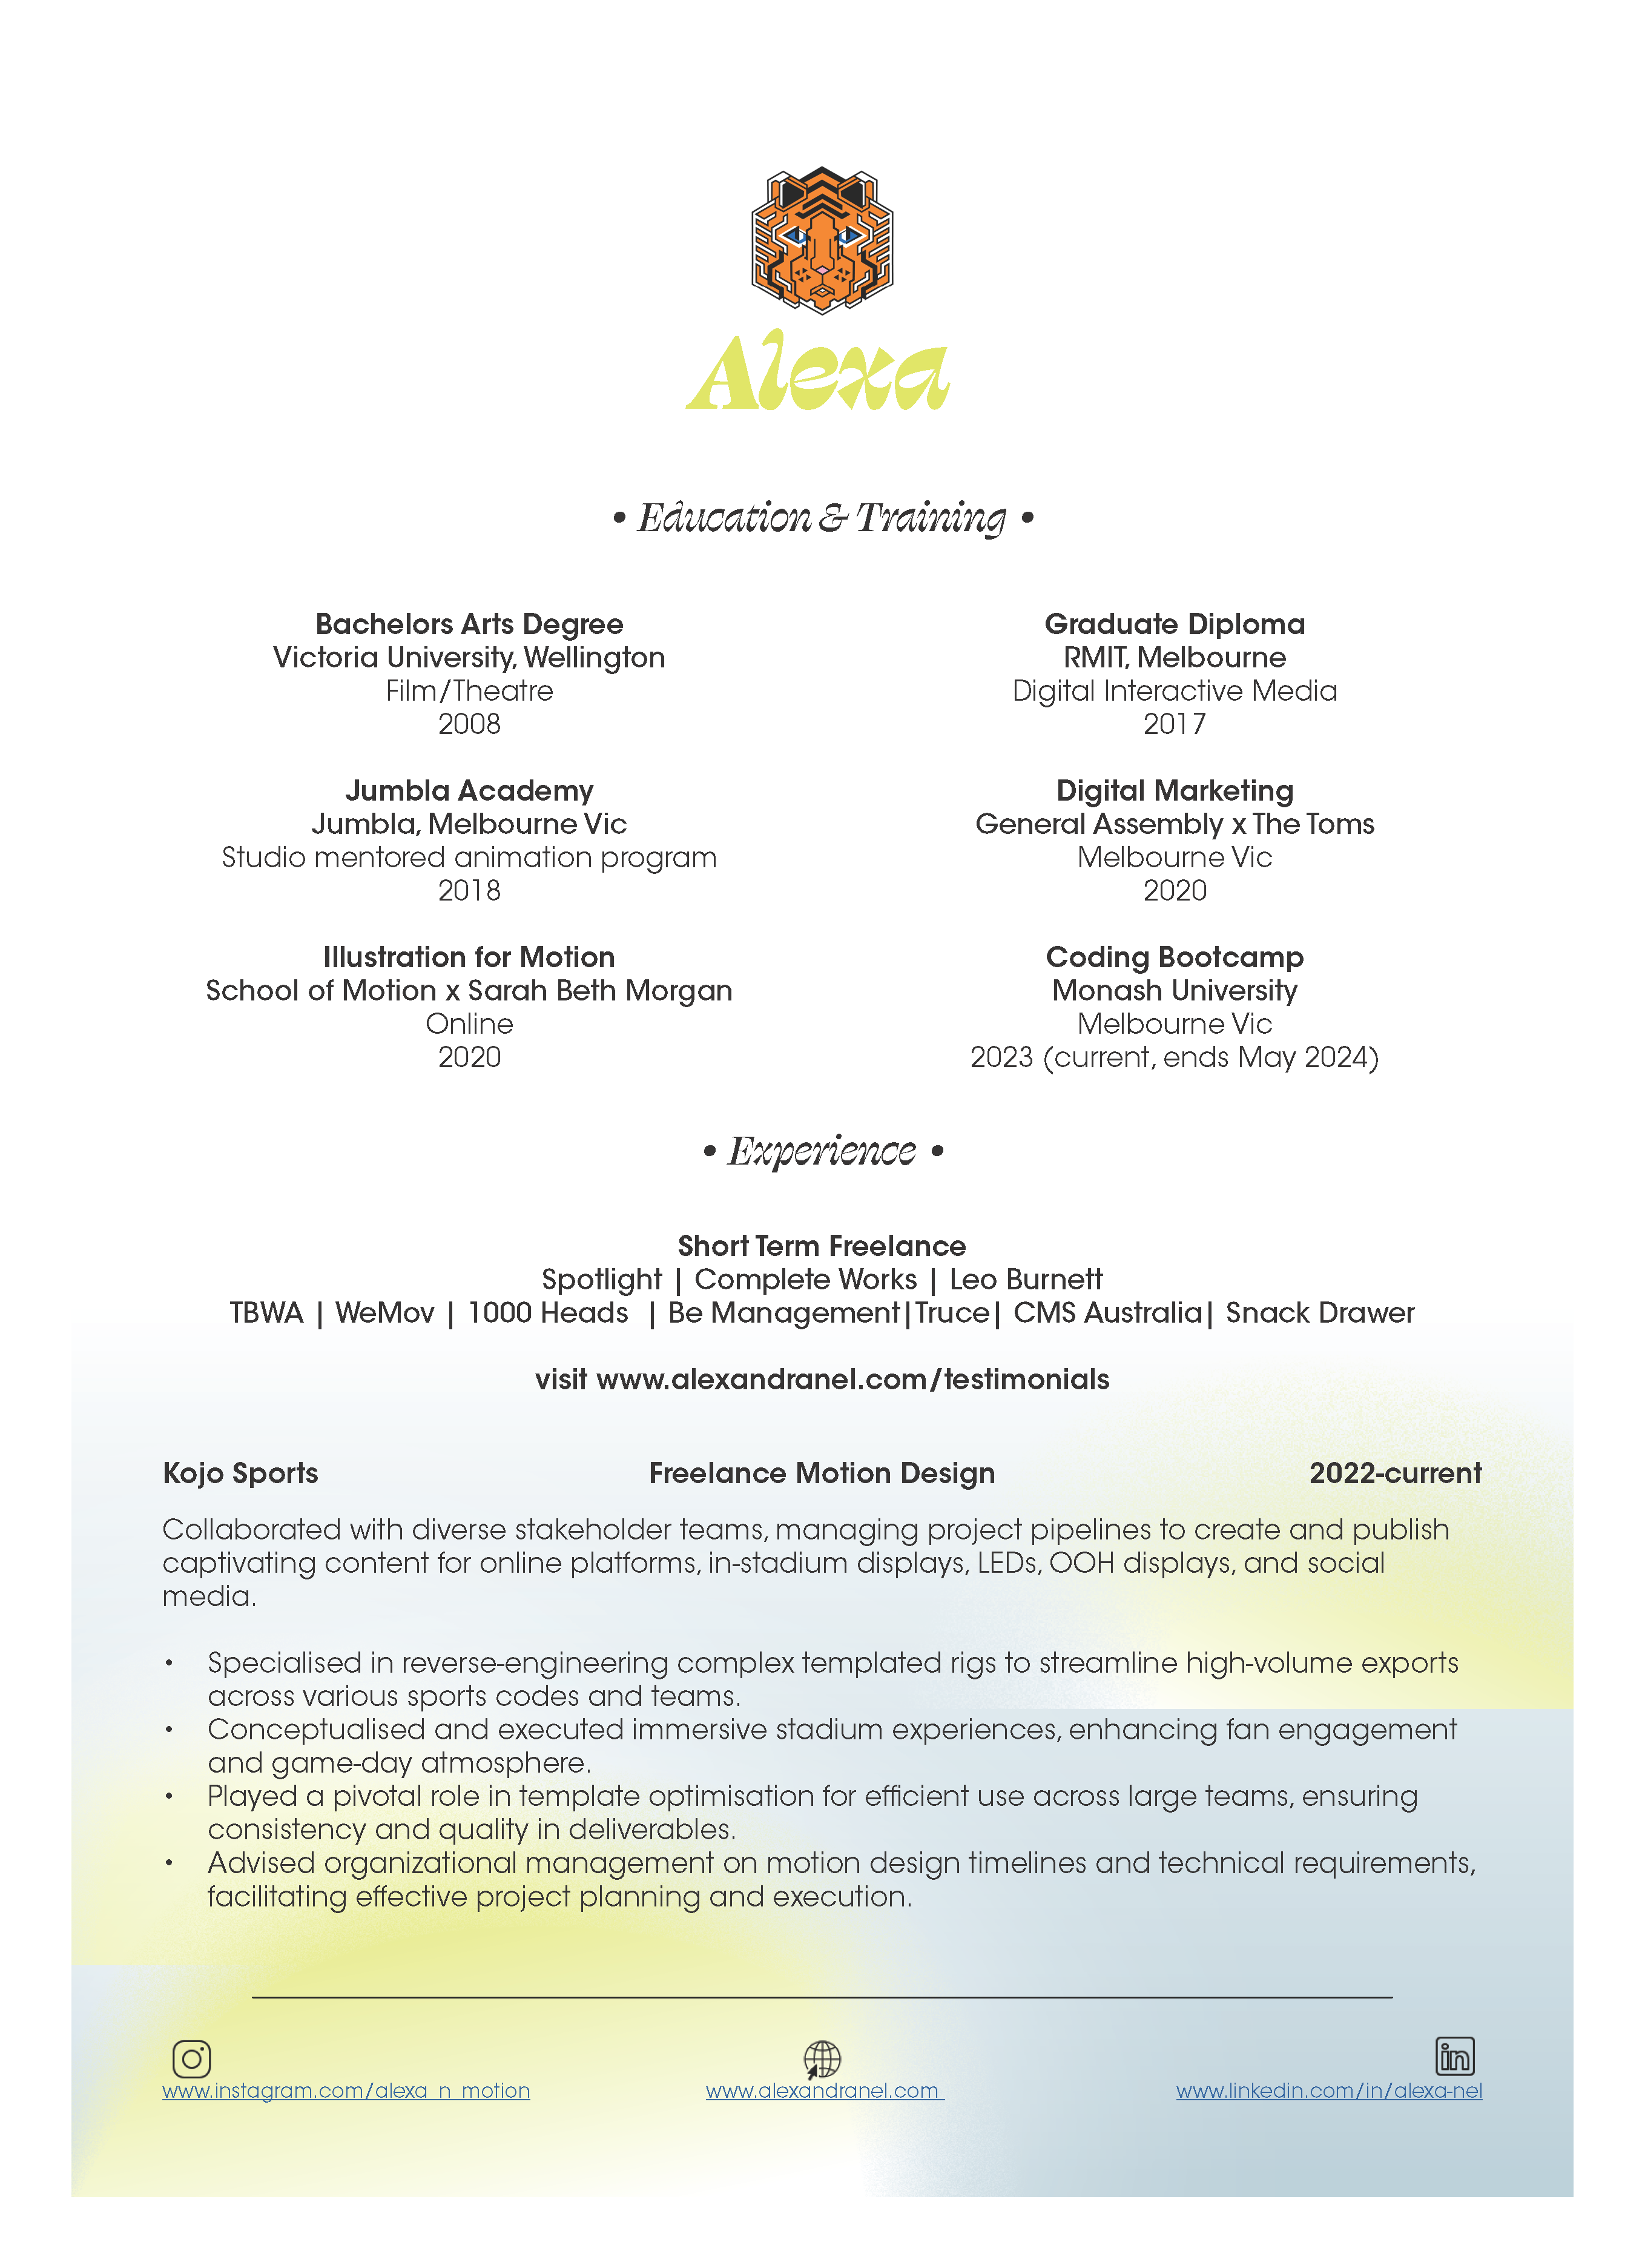 Alexa
• Education & Training •
Bachelors Arts Degree
Victoria University, Wellington
Film/Theatre
2008
Graduate Diploma
RMIT, Melbourne
Digital Interactive Media
2017
Jumbla Academy
Jumbla, Melbourne Vic
Studio mentored animation program
2018
Digital Marketing
General Assembly x The Toms
Melbourne Vic
2020
Illustration for Motion
School of Motion x Sarah Beth Morgan
Online
2020
Coding Bootcamp
Monash University
Melbourne Vic
2023 (current, ends May 2024)
• Experience •
Short Term Freelance
Spotlight | Complete Works | Leo Burnett
TBWA | WeMov | 1000 Heads | Be Management|Truce| CMS Australia| Snack Drawer
visit www.alexandranel.com/testimonials
Kojo Sports Freelance Motion Design 2022-current
Collaborated with diverse stakeholder teams, managing project pipelines to create and publish
captivating content for online platforms, in-stadium displays, LEDs, OOH displays, and social
media.
• Specialised in reverse-engineering complex templated rigs to streamline high-volume exports
across various sports codes and teams.
• Conceptualised and executed immersive stadium experiences, enhancing fan engagement
and game-day atmosphere.
• Played a pivotal role in template optimisation for efficient use across large teams, ensuring
consistency and quality in deliverables.
• Advised organizational management on motion design timelines and technical requirements,
facilitating effective project planning and execution.
in
www.instagram.com/alexa_n_motion www.alexandranel.com www.linkedin.com/in/alexa-nel